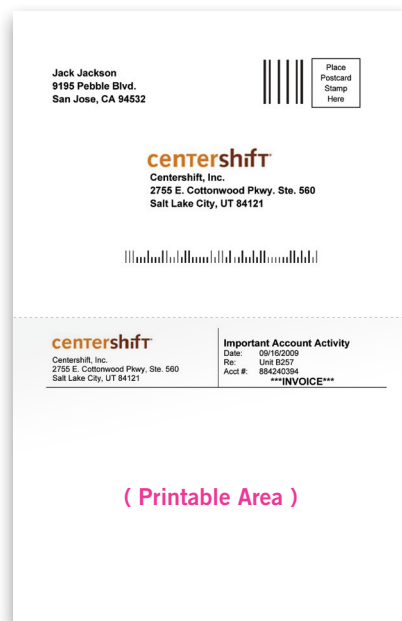 Jack Jackson
9195 Pebble Blvd.
San Jose, CA 94532
Place
Postcard
Stamp
Here
centershift
Centershift, Inc.
2755 E. Cottonwood Pkwy. Ste. 560
Salt Lake City, UT 84121
centershift
Centershift, Inc.
2755 E. Cottonwood Pkwy, Ste. 560
Salt Lake City, UT 84121
Important Account Activity
Date: 09/16/2009
Re: Unit B257
Acct #: 884240394
***INVOICE***
( Printable Area )